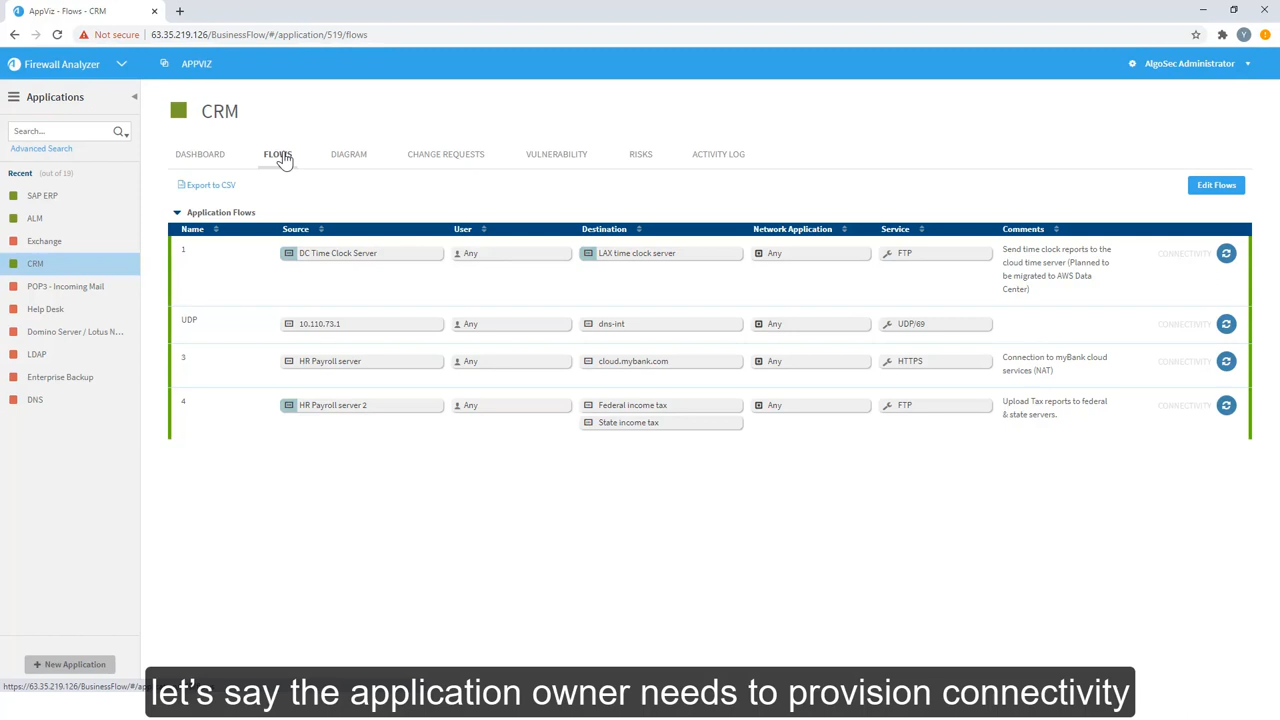 AppViz - Flows - CRM
Not secure
63.35.219.126/BusinessFlow/#/application/519/flows
Y
Firewall Analyzer
APPVIZ
AlgoSec Administrator
Applications
Search...
Advanced Search
Recent (out of 19)
SAP ERP
ALM
Exchange
CRM
POP3 - Incoming Mail
Help Desk
Domino Server / Lotus N...
LDAP
Enterprise Backup
DNS
New Application
CRM
DASHBOARD FLOWS DIAGRAM CHANGE REQUESTS VULNERABILITY RISKS ACTIVITY LOG
Export to CSV
Edit Flows
Application Flows
Name Source User Destination Network Application Service Comments
1 DC Time Clock Server Any LAX time clock server Any FTP Send time clock reports to the CONNECTIVITY
cloud time server (Planned to
be migrated to AWS Data
Center)
UDP 10.110.73.1 Any dns-int Any UDP/69 CONNECTIVITY
3 HR Payroll server Any cloud.mybank.com Any HTTPS Connection to myBank cloud CONNECTIVITY
services (NAT)
4 HR Payroll server 2 Any Federal income tax Any FTP Upload Tax reports to federal CONNECTIVITY
& state servers.
State income tax
https://63.35.219.126/BusinessFlow/#/ap
let's say the application owner needs to provision connectivity